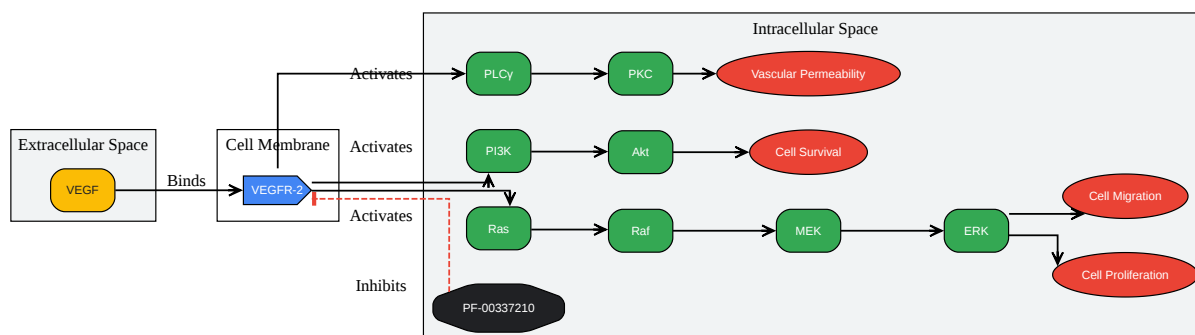 Intracellular Space
Activates
PLCγ
PKC
Vascular Permeability
Extracellular Space
Cell Membrane
Activates
PI3K
Akt
Cell Survival
VEGF
Binds
VEGFR-2
Activates
Ras
Raf
MEK
ERK
Cell Migration
Cell Proliferation
Inhibits
PF-00337210